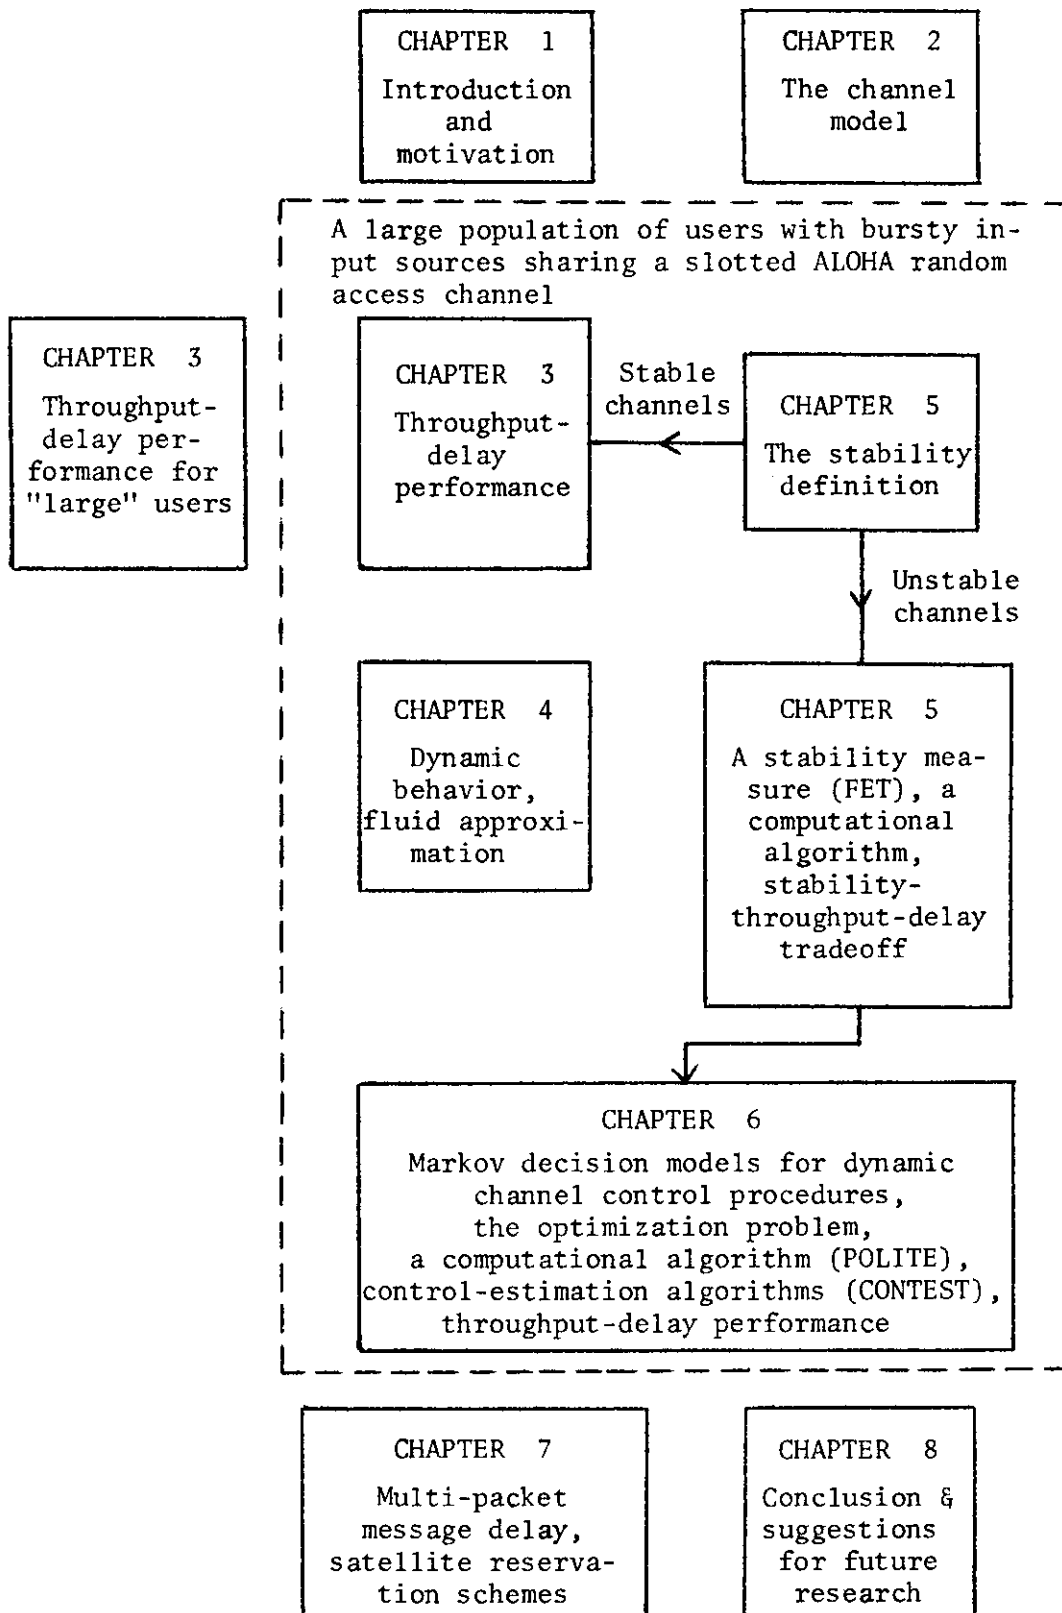 CHAPTER 1
Introduction
and
motivation
CHAPTER 2
The channel
model
A large population of users with bursty in-
put sources sharing a slotted ALOHA random
access channel
CHAPTER 3
Throughput-
delay per-
formance for
"large" users
CHAPTER 3
Throughput-
delay
performance
Stable
channels
CHAPTER 5
The stability
definition
Unstable
channels
CHAPTER 4
Dynamic
behavior,
fluid approxi-
mation
CHAPTER 5
A stability mea-
sure (FET), a
computational
algorithm,
stability-
throughput-delay
tradeoff
CHAPTER 6
Markov decision models for dynamic
channel control procedures,
the optimization problem,
a computational algorithm (POLITE),
control-estimation algorithms (CONTEST),
throughput-delay performance
CHAPTER 7
Multi-packet
message delay,
satellite reserva-
tion schemes
CHAPTER 8
Conclusion &
suggestions
for future
research